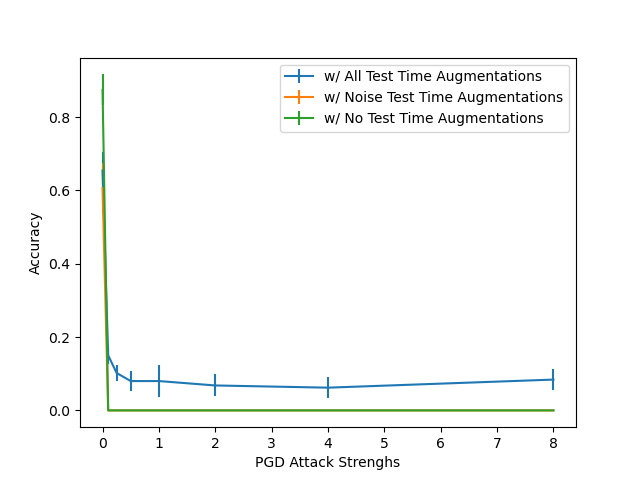 w/ All Test Time Augmentations
w/ Noise Test Time Augmentations
w/ No Test Time Augmentations
0.8
0.6
0.4
0.2
0.0
Accuracy
0 1 2 3 4 5 6 7 8
PGD Attack Strenghs